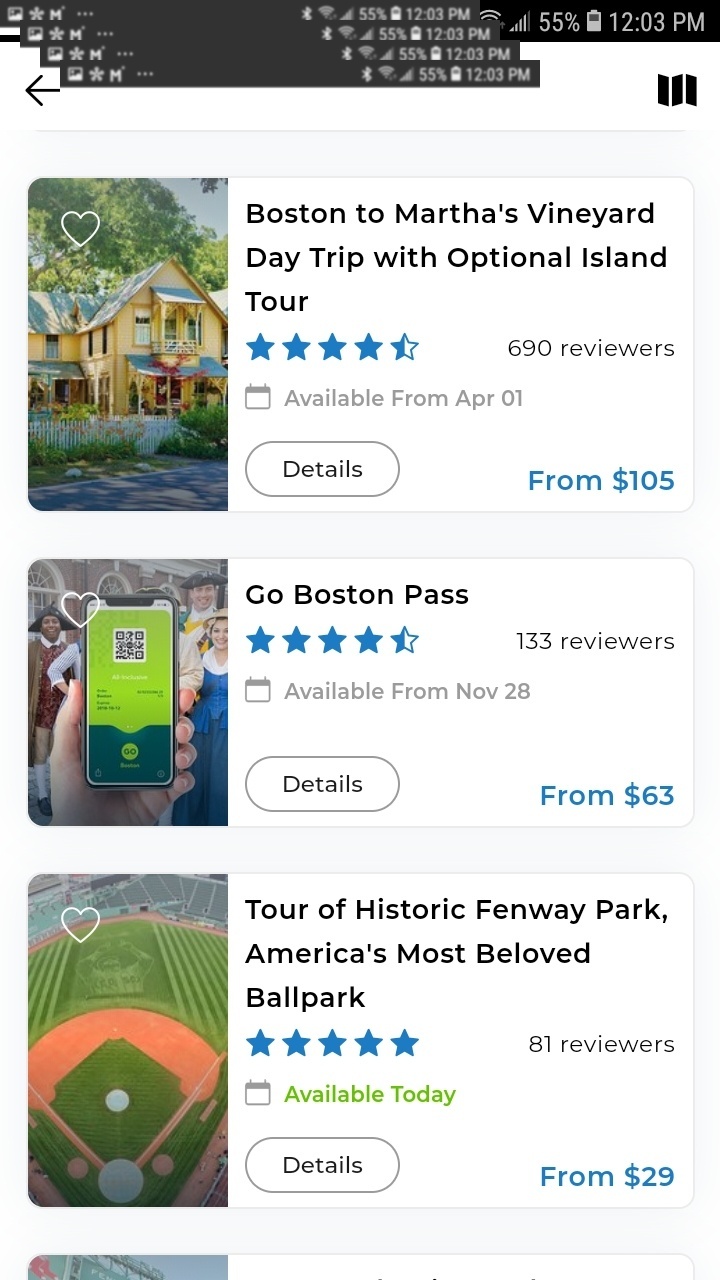 55% 12:03 PM
55% 12:03 PM
55% 12:03 PM
55% 12:03 PM
55% 12:03 PM
Boston to Martha's Vineyard
Day Trip with Optional Island
Tour
690 reviewers
Available From Apr 01
Details
From $105
Go Boston Pass
133 reviewers
Available From Nov 28
All-Inclusive
GO
Boston
Details
From $63
Tour of Historic Fenway Park,
America's Most Beloved
Ballpark
81 reviewers
Available Today
Details
From $29